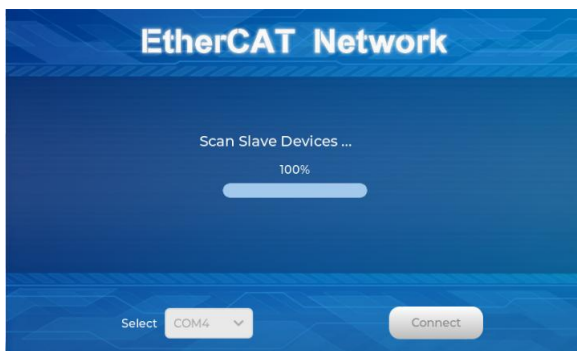 EtherCAT Network
Scan Slave Devices ...
100%
Select COM4 Connect